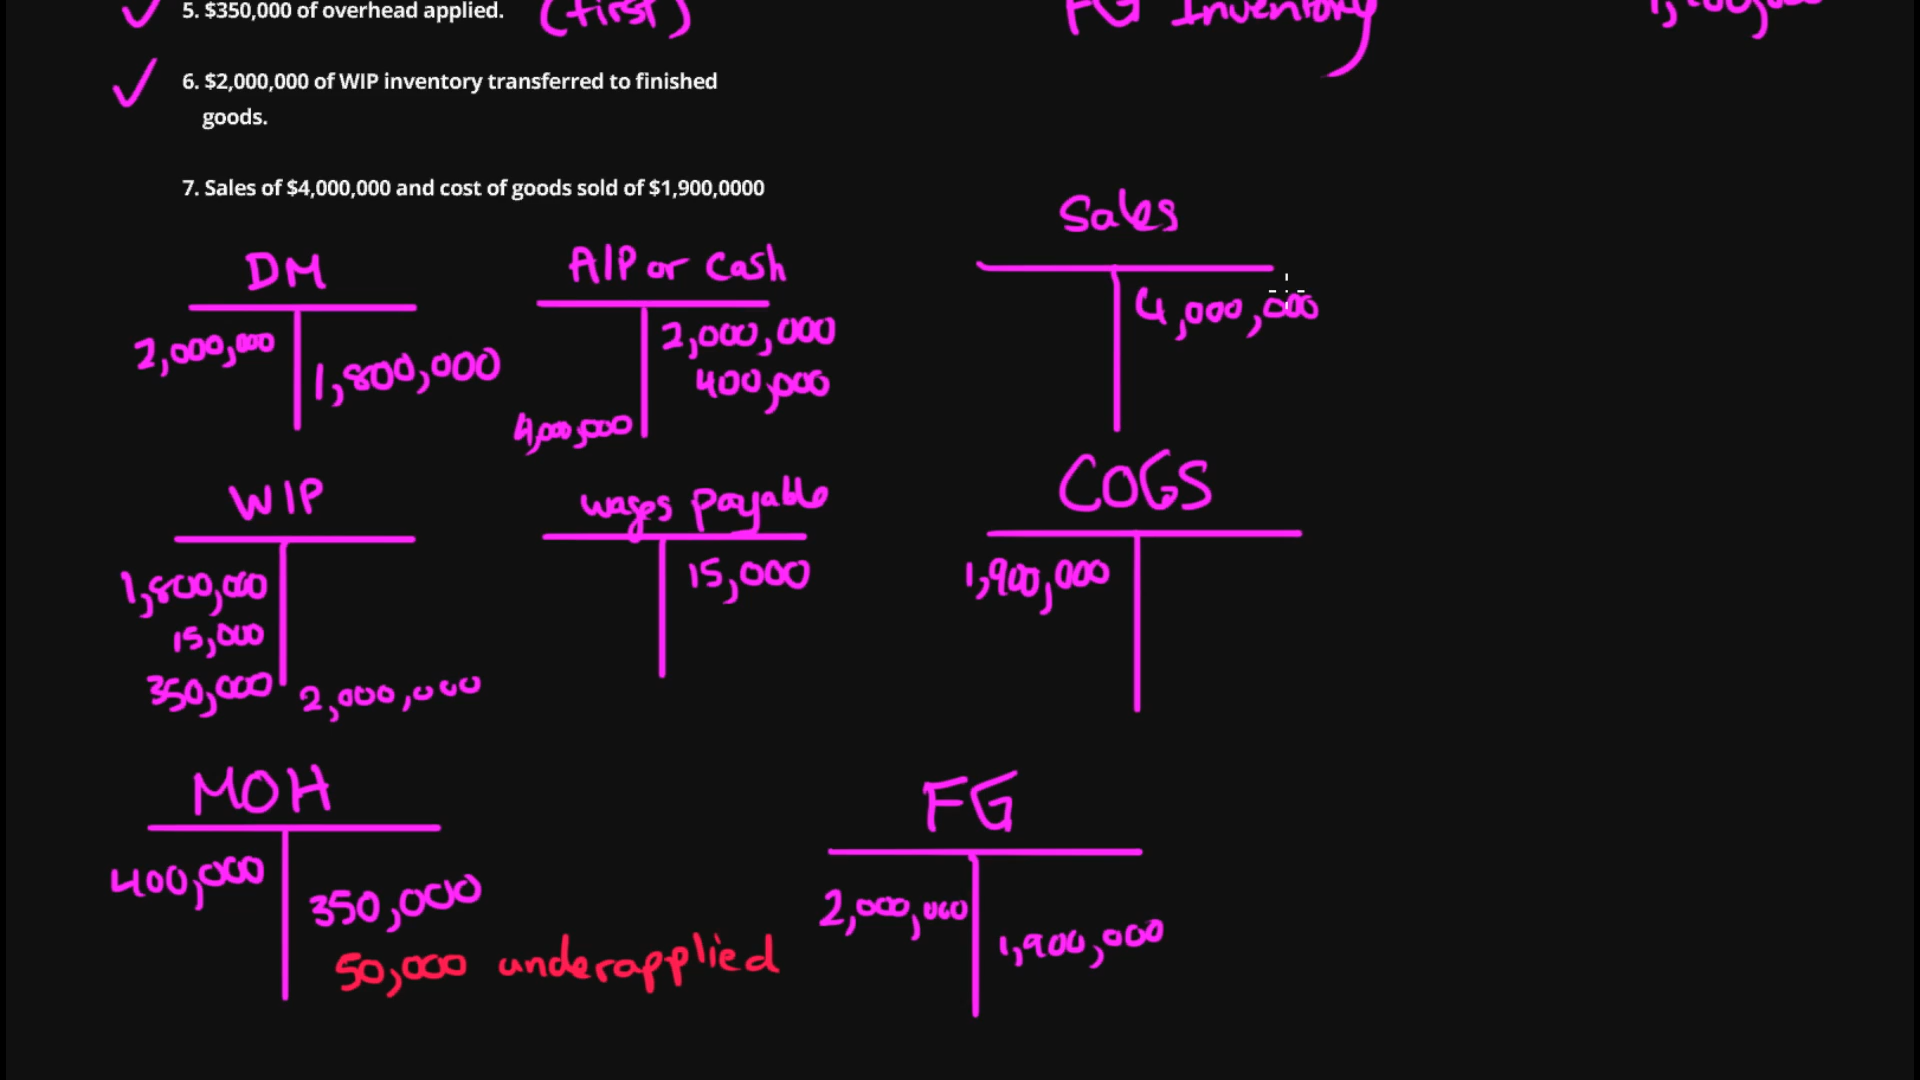 5. $350,000 of overhead applied. (First)
FG Inventory
6. $2,000,000 of WIP inventory transferred to finished
goods.
7. Sales of $4,000,000 and cost of goods sold of $1,900,0000
DM
2,000,000
1,800,000
A/P or Cash
2,000,000
400,000
4,000,000
Sales
4,000,000
WIP
1,800,000
15,000
350,000
2,000,000
wages payable
15,000
COGS
1,900,000
MOH
400,000
350,000
50,000 underapplied
FG
2,000,000
1,900,000